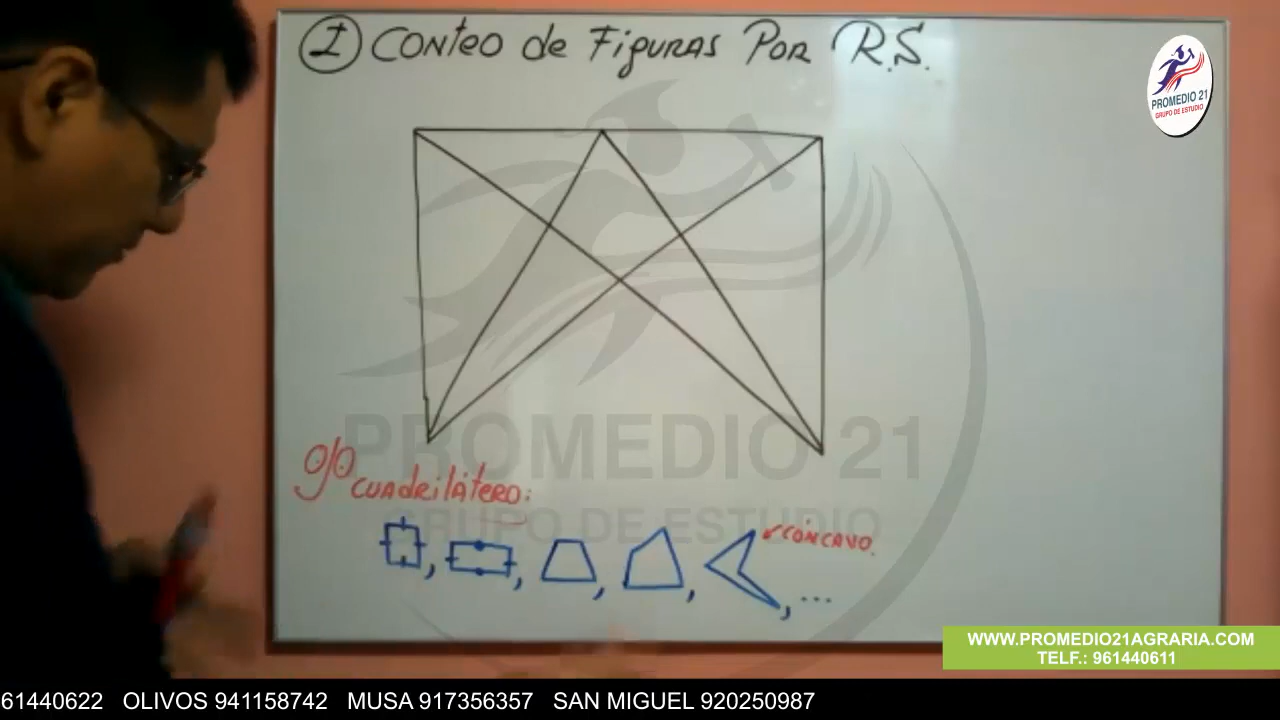 I CONTEO de Figuras Por R.S.
PROMEDIO 21
GRUPO DE ESTUDIO
PROMEDIO 21
GRUPO DE ESTUDIO
% cuadrilátero:
CÓNCAVO.
, , , , , ...
WWW.PROMEDIO21AGRARIA.COM
TELF.: 961440611
61440622 OLIVOS 941158742 MUSA 917356357 SAN MIGUEL 920250987